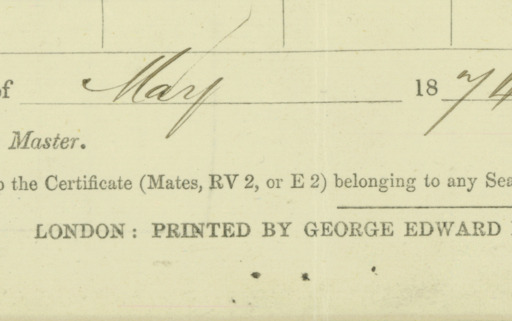 of May 1874
Master.
o the Certificate (Mates, RV 2, or E 2) belonging to any Sea
LONDON: PRINTED BY GEORGE EDWARD